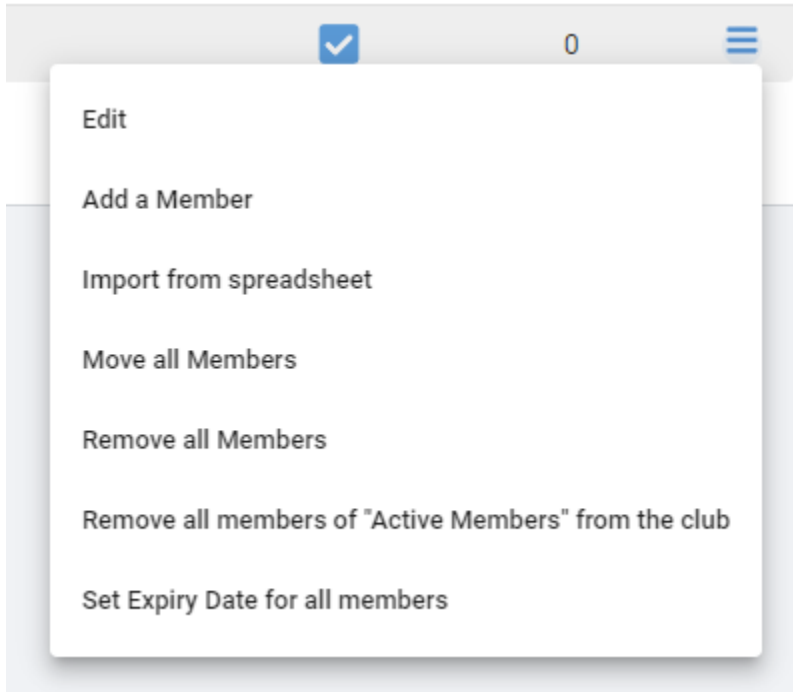 0
Edit
Add a Member
Import from spreadsheet
Move all Members
Remove all Members
Remove all members of "Active Members" from the club
Set Expiry Date for all members